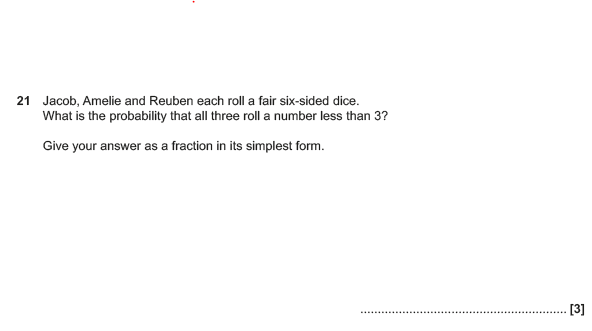 21 Jacob, Amelie and Reuben each roll a fair six-sided dice.
What is the probability that all three roll a number less than 3?
Give your answer as a fraction in its simplest form.
............................................................ [3]